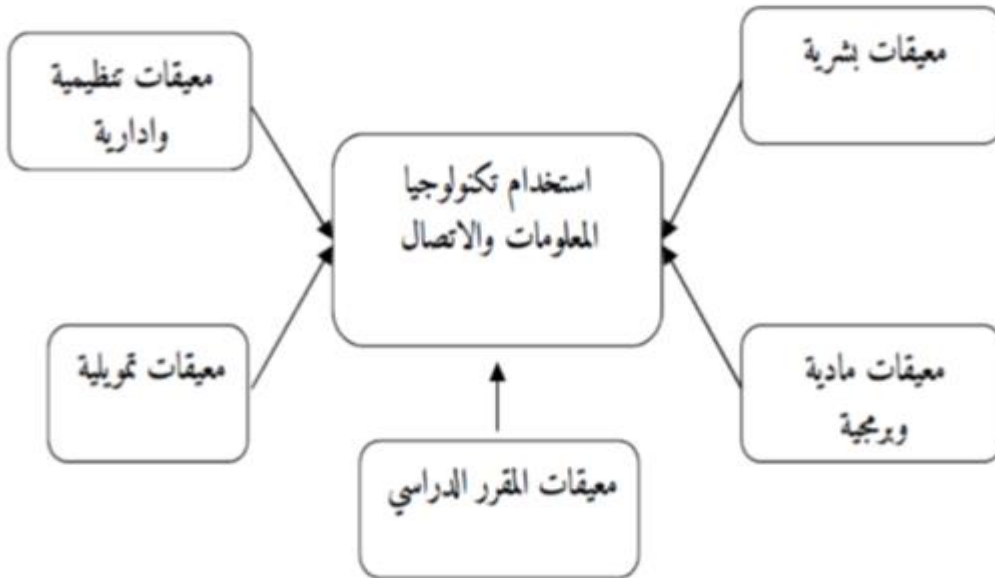 معيقات بشرية
معيقات تنظيمية
وادارية
استخدام تكنولوجيا
المعلومات والاتصال
معيقات مادية
وبرمجية
معيقات تمويلية
معيقات المقرر الدراسي